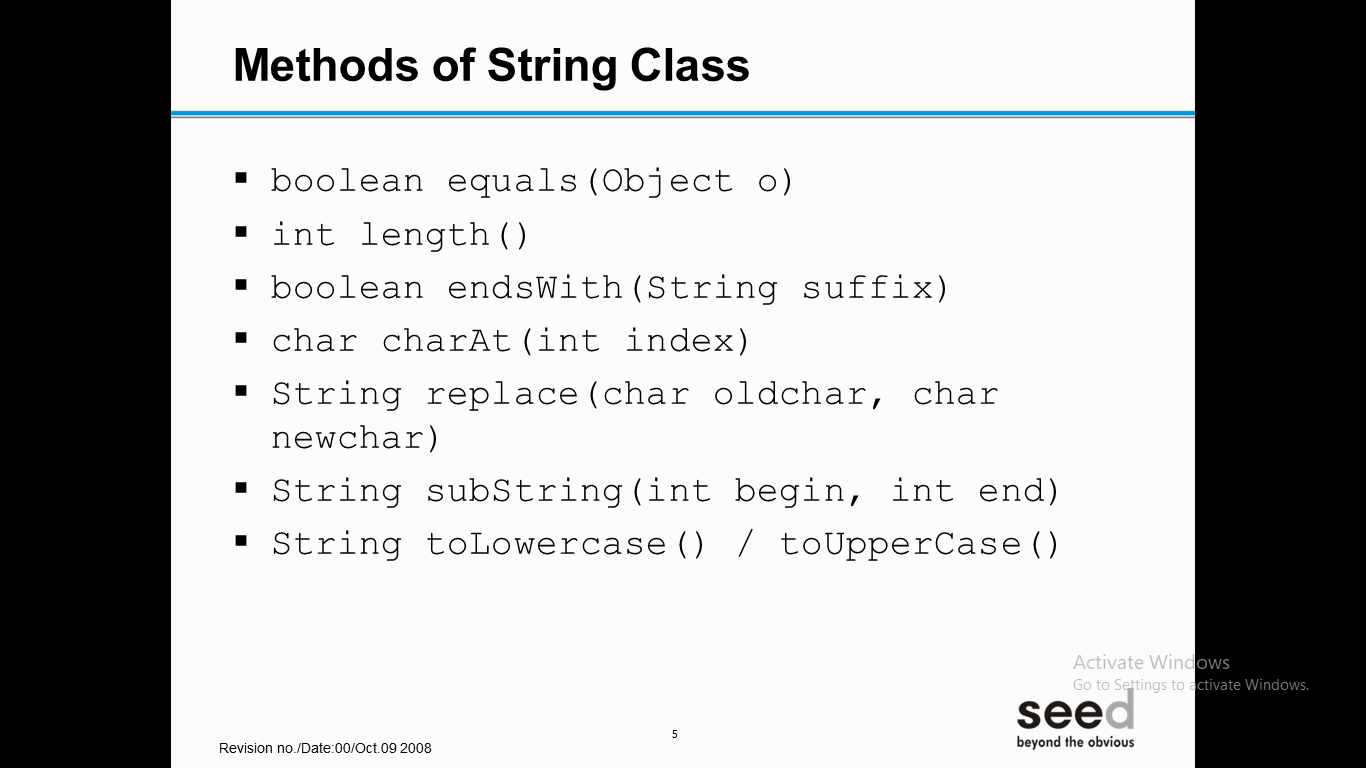 Methods of String Class
▪ boolean equals(Object o)
▪ int length()
▪ boolean endsWith(String suffix)
▪ char charAt(int index)
▪ String replace(char oldchar, char
newchar)
▪ String subString(int begin, int end)
▪ String toLowercase() / toUpperCase()
Activate Windows
Go to Settings to activate Windows.
seed
beyond the obvious
5
Revision no./Date:00/Oct.09 2008